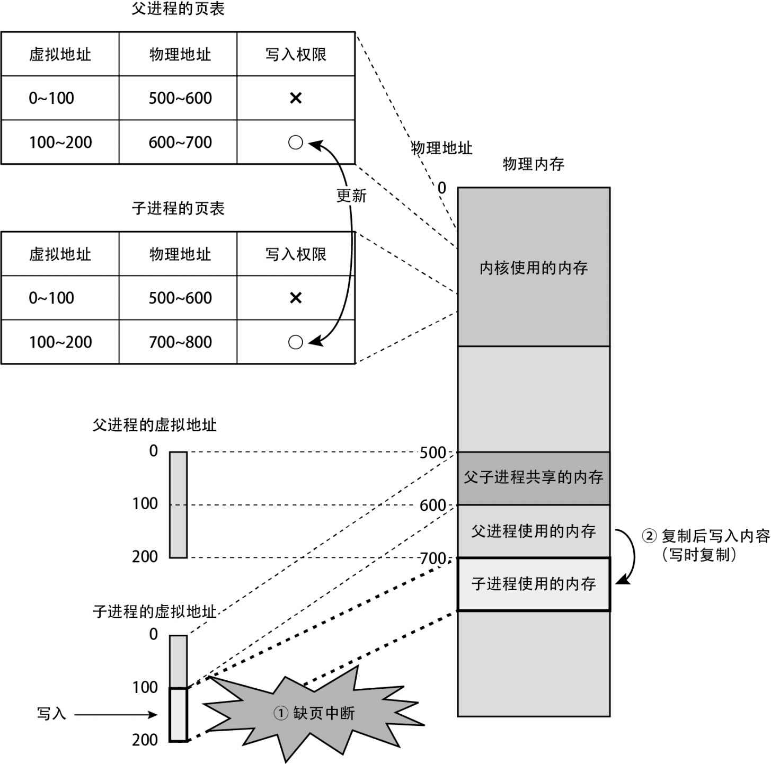 父进程的页表
虚拟地址 物理地址 写入权限
0~100 500~600 ×
100~200 600~700 ○
更新
子进程的页表
虚拟地址 物理地址 写入权限
0~100 500~600 ×
100~200 700~800 ○
物理地址
物理内存
0
内核使用的内存
500
父子进程共享的内存
600
父进程使用的内存
700
子进程使用的内存
② 复制后写入内容
（写时复制）
父进程的虚拟地址
0
100
200
子进程的虚拟地址
0
100
写入
200
① 缺页中断